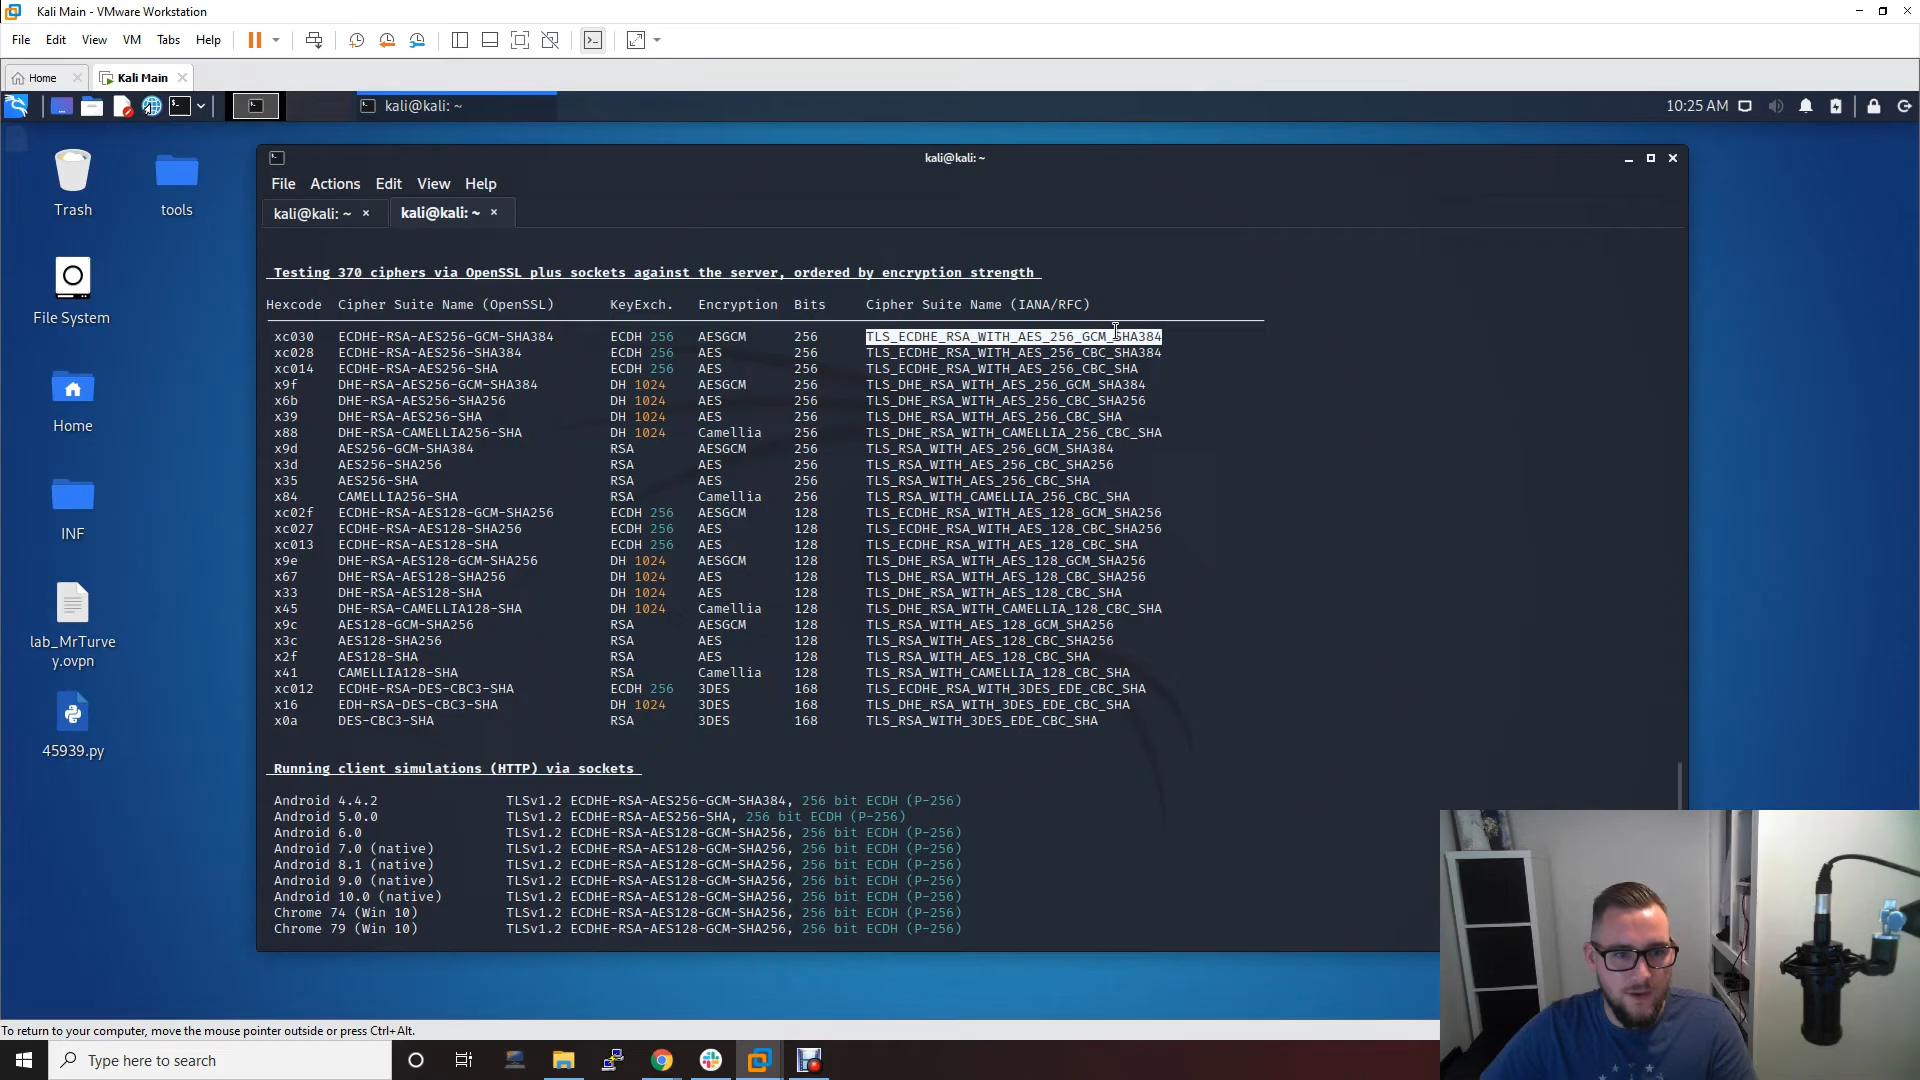 Kali Main - VMware Workstation
File Edit View VM Tabs Help
Home Kali Main
kali@kali: ~ 10:25 AM
kali@kali: ~
File Actions Edit View Help
kali@kali: ~ × kali@kali: ~ ×
Trash
tools
File System
Home
INF
lab_MrTurve
y.ovpn
45939.py
Testing 370 ciphers via OpenSSL plus sockets against the server, ordered by encryption strength
Hexcode Cipher Suite Name (OpenSSL) KeyExch. Encryption Bits Cipher Suite Name (IANA/RFC)
xc030 ECDHE-RSA-AES256-GCM-SHA384 ECDH 256 AESGCM 256 TLS_ECDHE_RSA_WITH_AES_256_GCM_SHA384
xc028 ECDHE-RSA-AES256-SHA384 ECDH 256 AES 256 TLS_ECDHE_RSA_WITH_AES_256_CBC_SHA384
xc014 ECDHE-RSA-AES256-SHA ECDH 256 AES 256 TLS_ECDHE_RSA_WITH_AES_256_CBC_SHA
x9f DHE-RSA-AES256-GCM-SHA384 DH 1024 AESGCM 256 TLS_DHE_RSA_WITH_AES_256_GCM_SHA384
x6b DHE-RSA-AES256-SHA256 DH 1024 AES 256 TLS_DHE_RSA_WITH_AES_256_CBC_SHA256
x39 DHE-RSA-AES256-SHA DH 1024 AES 256 TLS_DHE_RSA_WITH_AES_256_CBC_SHA
x88 DHE-RSA-CAMELLIA256-SHA DH 1024 Camellia 256 TLS_DHE_RSA_WITH_CAMELLIA_256_CBC_SHA
x9d AES256-GCM-SHA384 RSA AESGCM 256 TLS_RSA_WITH_AES_256_GCM_SHA384
x3d AES256-SHA256 RSA AES 256 TLS_RSA_WITH_AES_256_CBC_SHA256
x35 AES256-SHA RSA AES 256 TLS_RSA_WITH_AES_256_CBC_SHA
x84 CAMELLIA256-SHA RSA Camellia 256 TLS_RSA_WITH_CAMELLIA_256_CBC_SHA
xc02f ECDHE-RSA-AES128-GCM-SHA256 ECDH 256 AESGCM 128 TLS_ECDHE_RSA_WITH_AES_128_GCM_SHA256
xc027 ECDHE-RSA-AES128-SHA256 ECDH 256 AES 128 TLS_ECDHE_RSA_WITH_AES_128_CBC_SHA256
xc013 ECDHE-RSA-AES128-SHA ECDH 256 AES 128 TLS_ECDHE_RSA_WITH_AES_128_CBC_SHA
x9e DHE-RSA-AES128-GCM-SHA256 DH 1024 AESGCM 128 TLS_DHE_RSA_WITH_AES_128_GCM_SHA256
x67 DHE-RSA-AES128-SHA256 DH 1024 AES 128 TLS_DHE_RSA_WITH_AES_128_CBC_SHA256
x33 DHE-RSA-AES128-SHA DH 1024 AES 128 TLS_DHE_RSA_WITH_AES_128_CBC_SHA
x45 DHE-RSA-CAMELLIA128-SHA DH 1024 Camellia 128 TLS_DHE_RSA_WITH_CAMELLIA_128_CBC_SHA
x9c AES128-GCM-SHA256 RSA AESGCM 128 TLS_RSA_WITH_AES_128_GCM_SHA256
x3c AES128-SHA256 RSA AES 128 TLS_RSA_WITH_AES_128_CBC_SHA256
x2f AES128-SHA RSA AES 128 TLS_RSA_WITH_AES_128_CBC_SHA
x41 CAMELLIA128-SHA RSA Camellia 128 TLS_RSA_WITH_CAMELLIA_128_CBC_SHA
xc012 ECDHE-RSA-DES-CBC3-SHA ECDH 256 3DES 168 TLS_ECDHE_RSA_WITH_3DES_EDE_CBC_SHA
x16 EDH-RSA-DES-CBC3-SHA DH 1024 3DES 168 TLS_DHE_RSA_WITH_3DES_EDE_CBC_SHA
x0a DES-CBC3-SHA RSA 3DES 168 TLS_RSA_WITH_3DES_EDE_CBC_SHA
Running client simulations (HTTP) via sockets
Android 4.4.2 TLSv1.2 ECDHE-RSA-AES256-GCM-SHA384, 256 bit ECDH (P-256)
Android 5.0.0 TLSv1.2 ECDHE-RSA-AES256-SHA, 256 bit ECDH (P-256)
Android 6.0 TLSv1.2 ECDHE-RSA-AES128-GCM-SHA256, 256 bit ECDH (P-256)
Android 7.0 (native) TLSv1.2 ECDHE-RSA-AES128-GCM-SHA256, 256 bit ECDH (P-256)
Android 8.1 (native) TLSv1.2 ECDHE-RSA-AES128-GCM-SHA256, 256 bit ECDH (P-256)
Android 9.0 (native) TLSv1.2 ECDHE-RSA-AES128-GCM-SHA256, 256 bit ECDH (P-256)
Android 10.0 (native) TLSv1.2 ECDHE-RSA-AES128-GCM-SHA256, 256 bit ECDH (P-256)
Chrome 74 (Win 10) TLSv1.2 ECDHE-RSA-AES128-GCM-SHA256, 256 bit ECDH (P-256)
Chrome 79 (Win 10) TLSv1.2 ECDHE-RSA-AES128-GCM-SHA256, 256 bit ECDH (P-256)
To return to your computer, move the mouse pointer outside or press Ctrl+Alt.
Type here to search